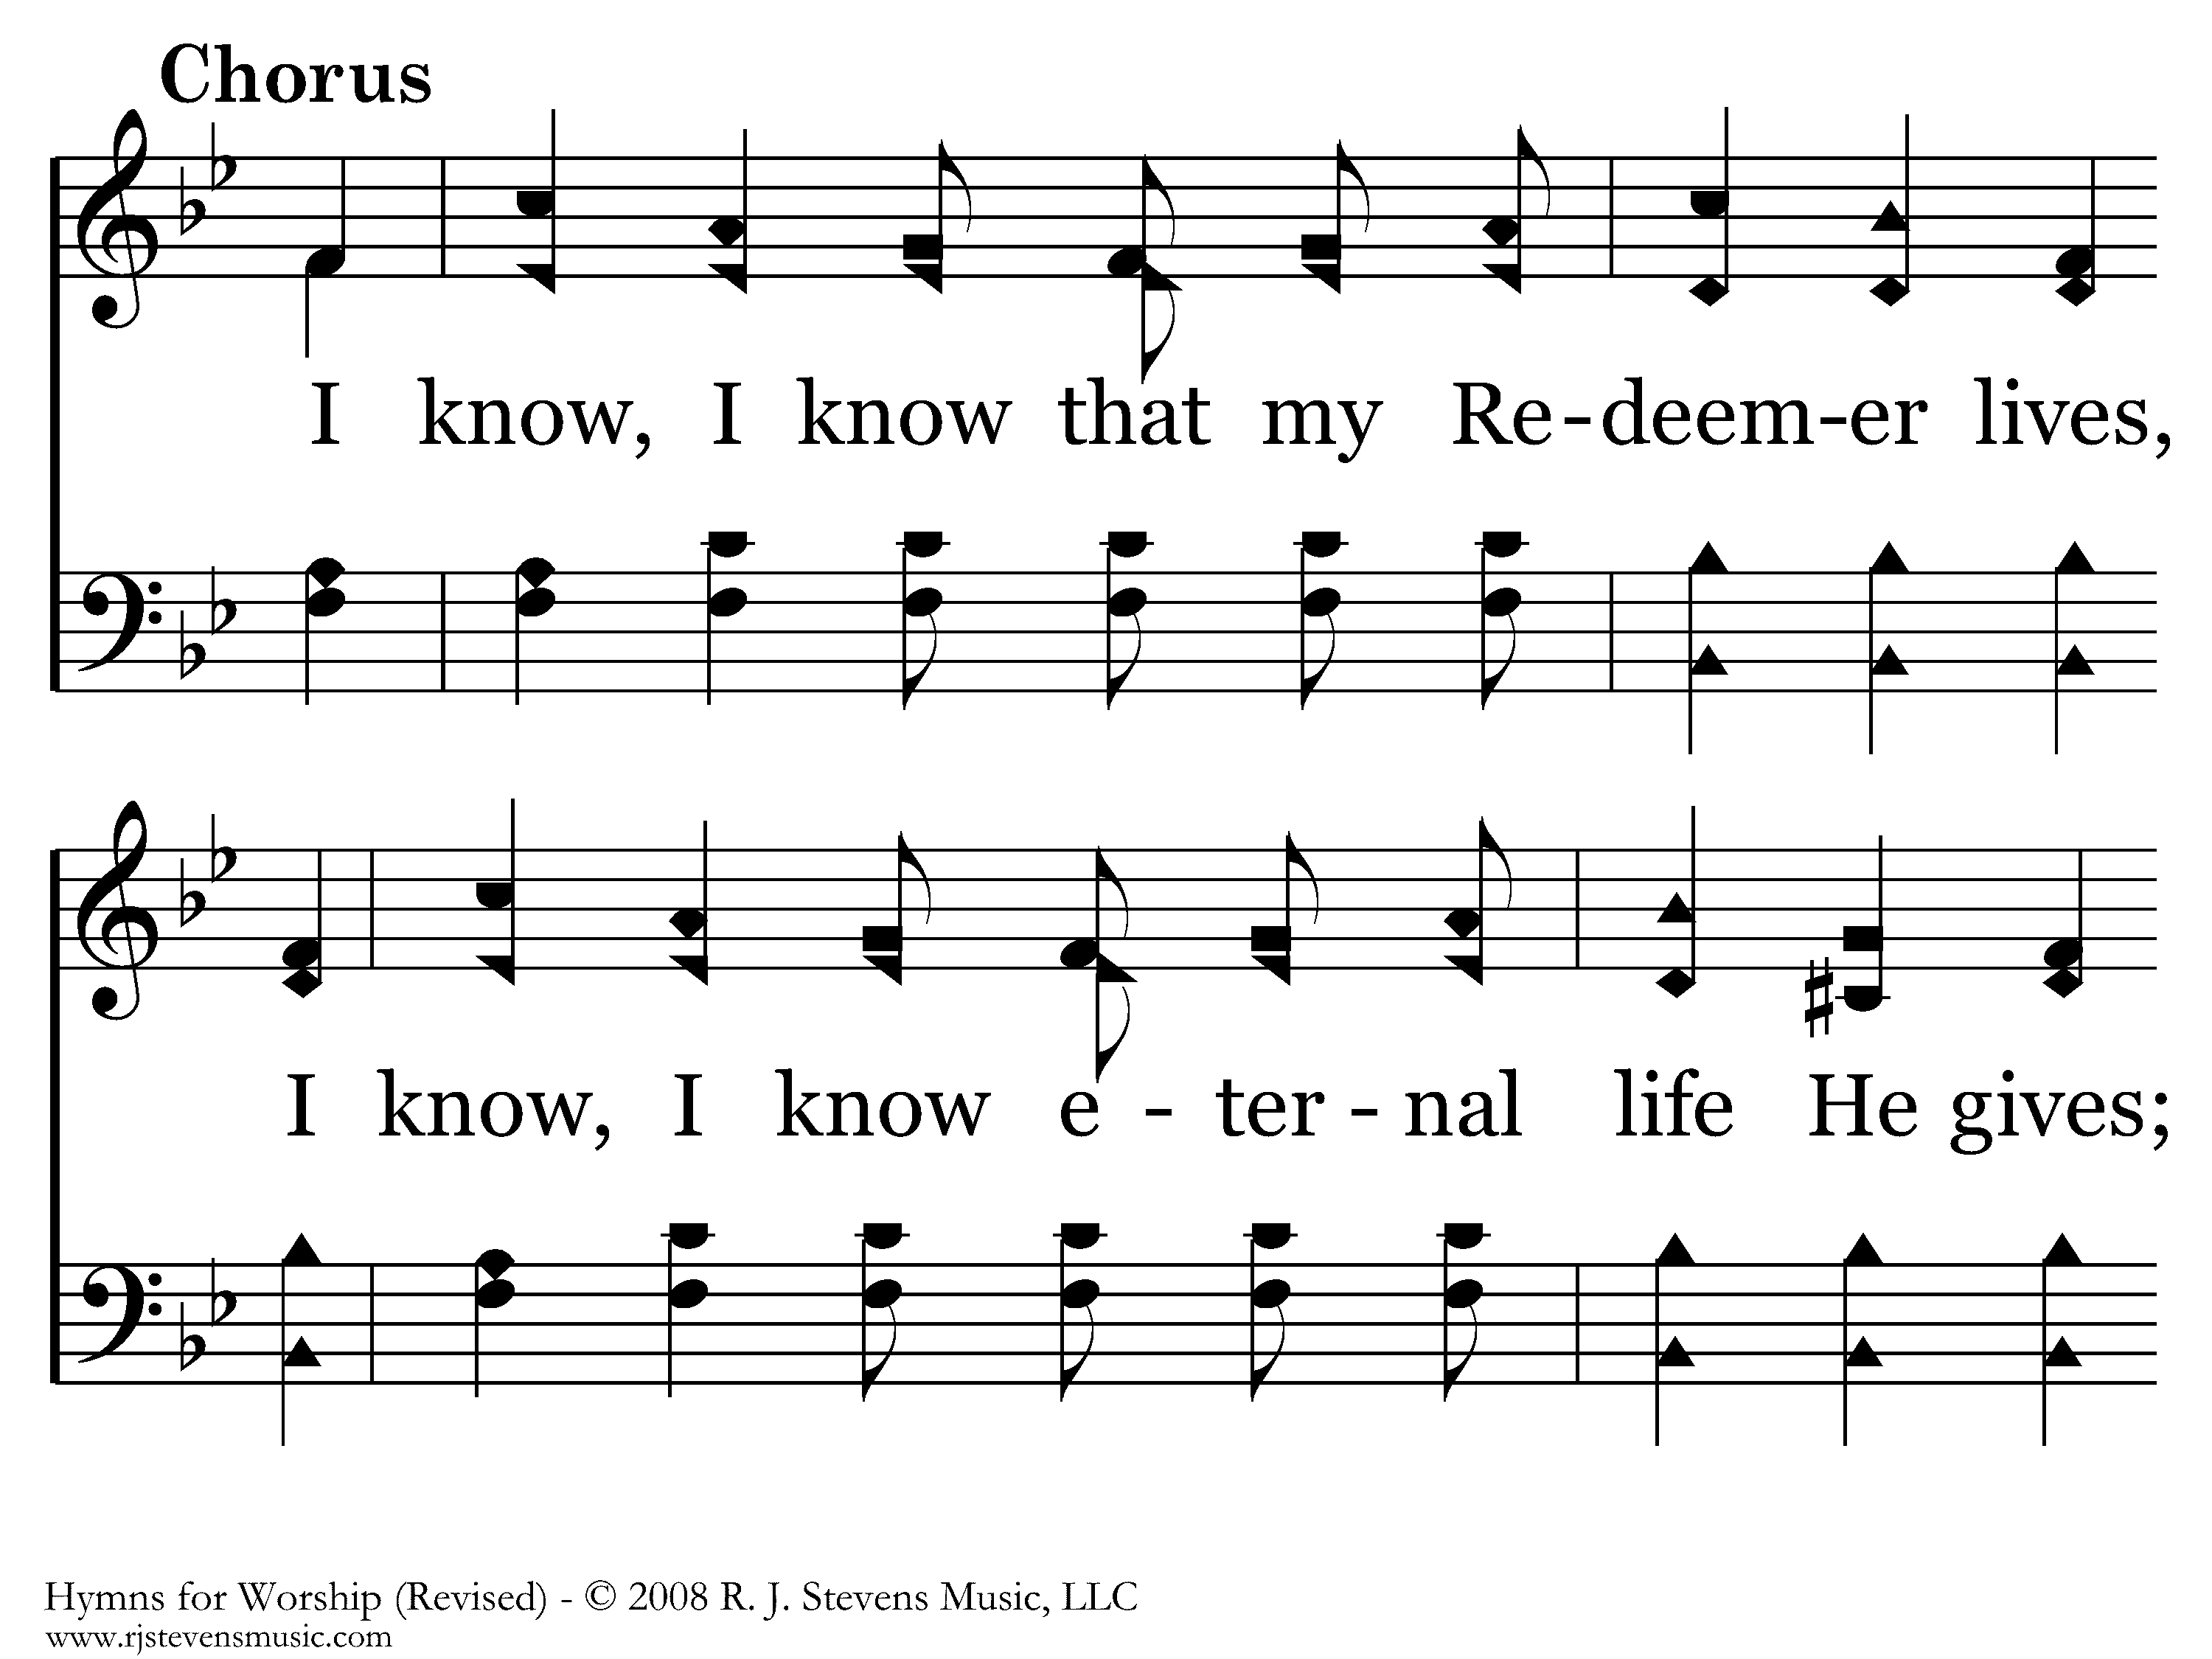 Chorus
I know, I know that my Re-deem-er lives,
I know, I know e - ter - nal life He gives;
Hymns for Worship (Revised) - © 2008 R. J. Stevens Music, LLC
www.rjstevensmusic.com